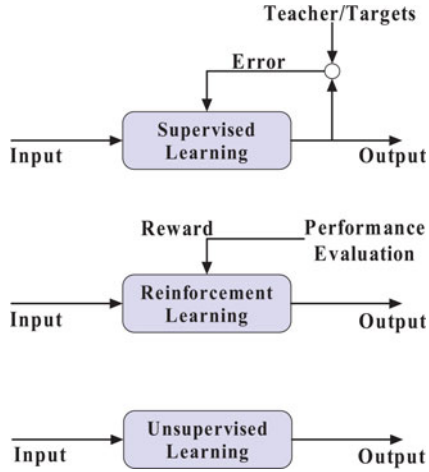 Teacher/Targets
Error
Supervised
Learning
Input
Output
Reward
Performance
Evaluation
Reinforcement
Learning
Input
Output
Unsupervised
Learning
Input
Output